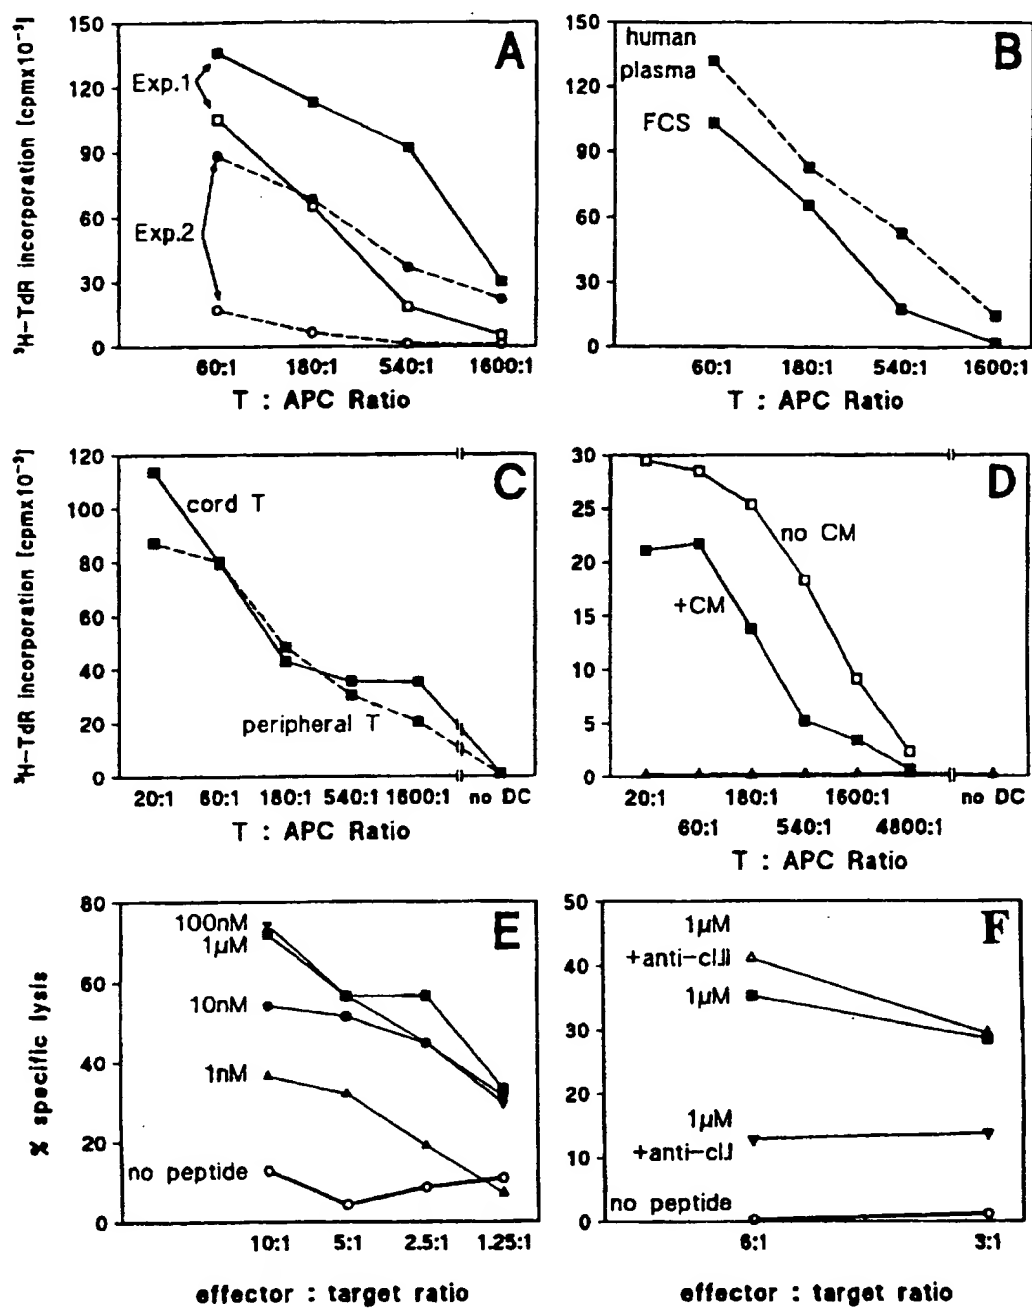 A
³H-TdR incorporation [cpmx10⁻³]
150
120
90
60
30
0
Exp.1
Exp.2
60:1 180:1 540:1 1600:1
T : APC Ratio
B
150
120
90
60
30
0
human
plasma
FCS
60:1 180:1 540:1 1600:1
T : APC Ratio
C
³H-TdR incorporation [cpmx10⁻³]
120
100
80
60
40
20
0
cord T
peripheral T
20:1 60:1 180:1 540:1 1600:1 no DC
T : APC Ratio
D
30
25
20
15
10
5
0
no CM
+CM
20:1 180:1 1600:1 no DC
60:1 540:1 4800:1
T : APC Ratio
E
% specific lysis
80
60
40
20
0
100nM
1µM
10nM
1nM
no peptide
10:1 5:1 2.5:1 1.25:1
effector : target ratio
F
50
40
30
20
10
0
1µM
+anti-cl.II
1µM
1µM
+anti-cl.I
no peptide
6:1 3:1
effector : target ratio